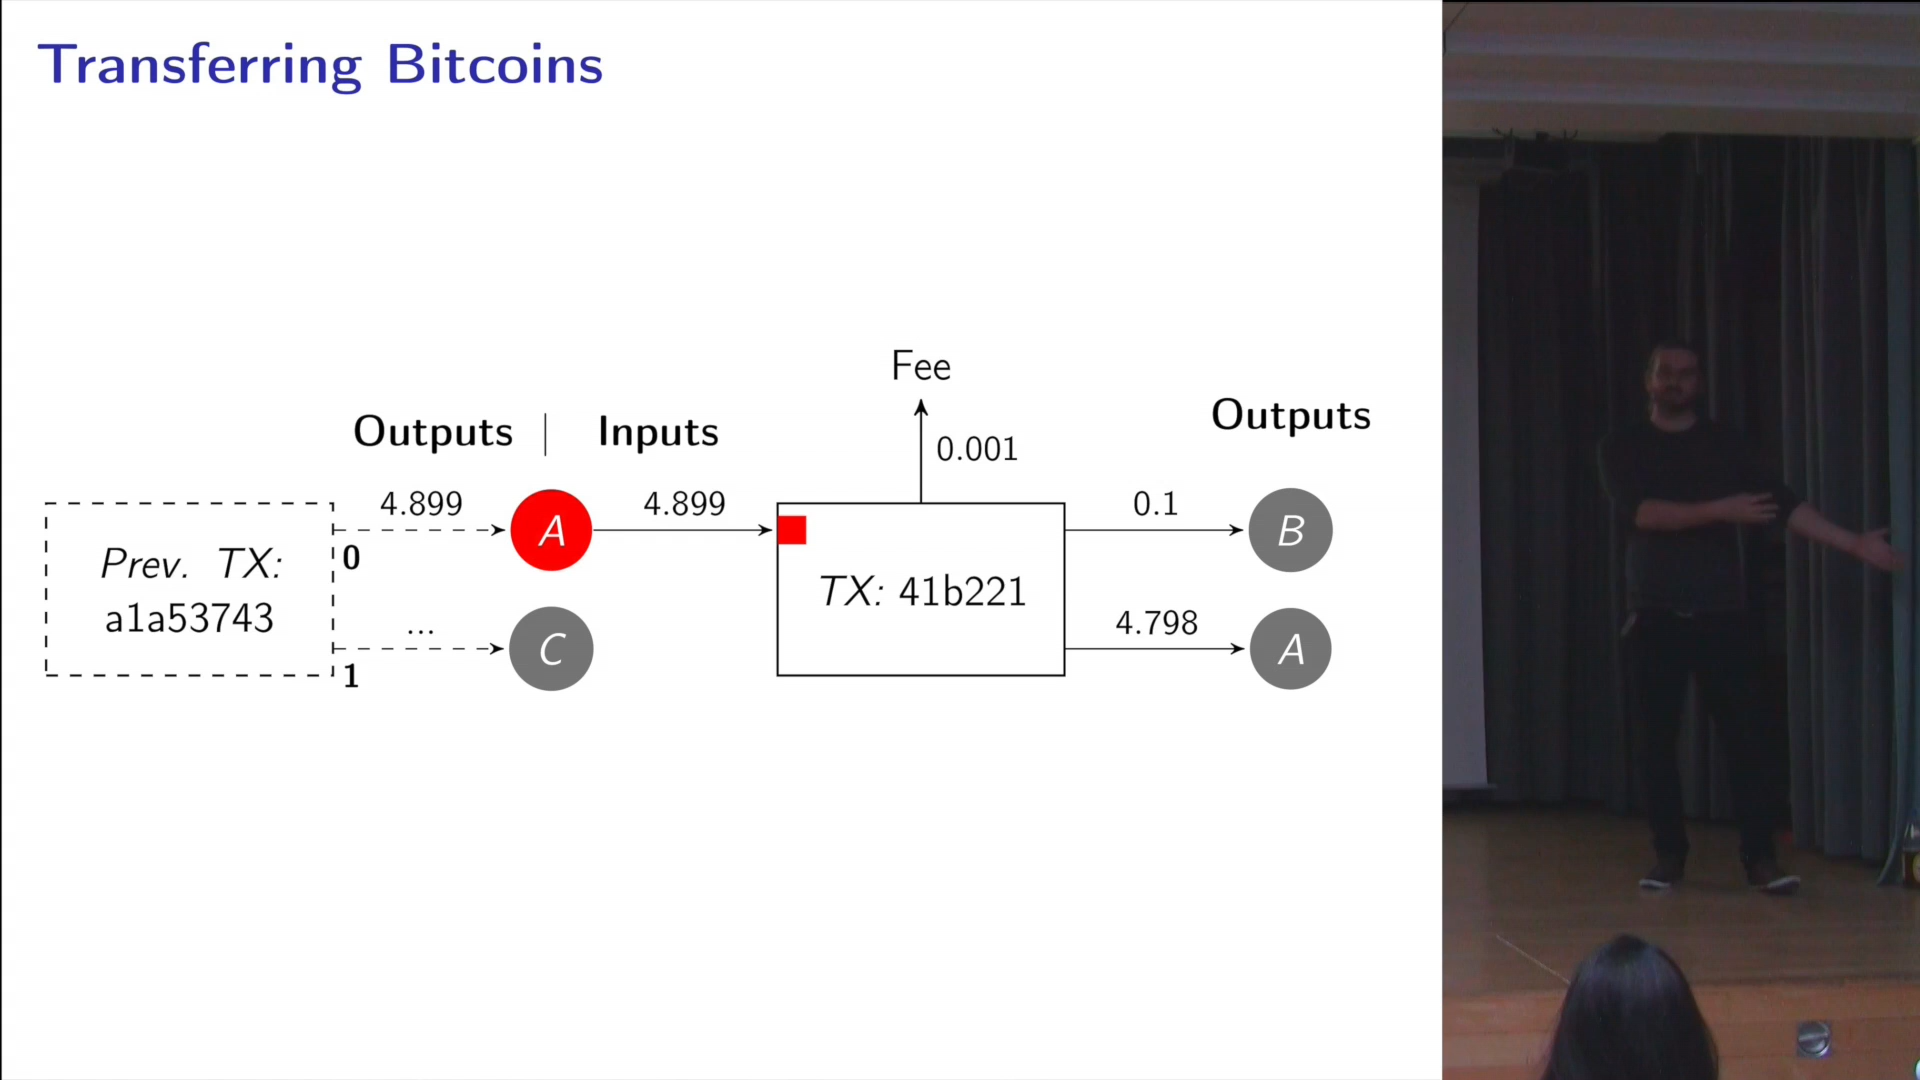 Transferring Bitcoins
Fee
Outputs | Inputs
Outputs
0.001
4.899
4.899
0.1
A
B
Prev. TX:
a1a53743
0
TX: 41b221
...
4.798
C
A
1